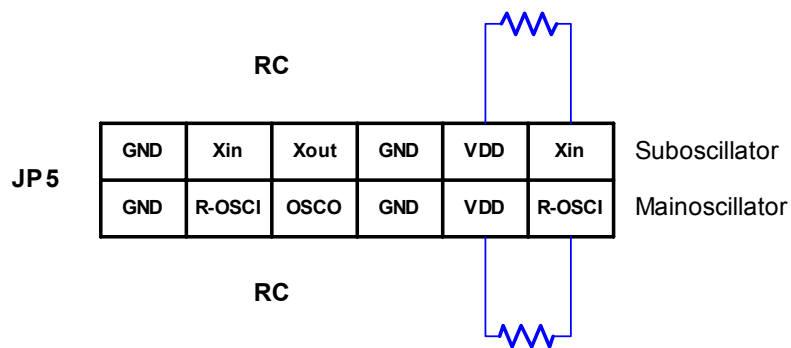 RC
GND Xin Xout GND VDD Xin Suboscillator
JP5
GND R-OSCI OSCO GND VDD R-OSCI Mainoscillator
RC